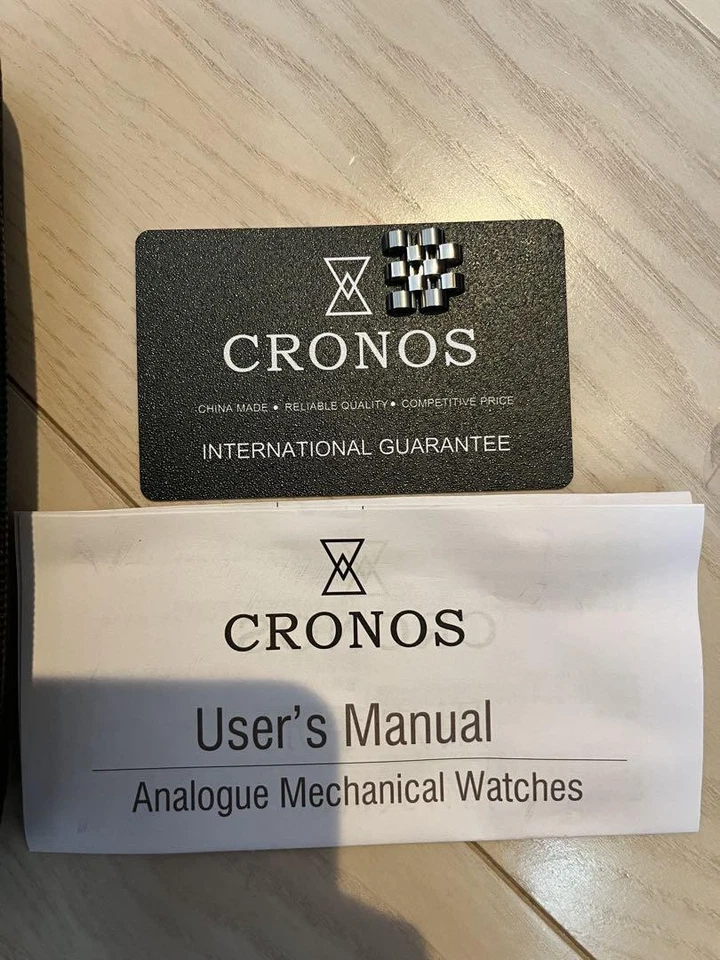 CRONOS
CHINA MADE ● RELIABLE QUALITY● COMPETITIVE PRICE
INTERNATIONAL GUARANTEE
CRONOS
User's Manual
Analogue Mechanical Watches